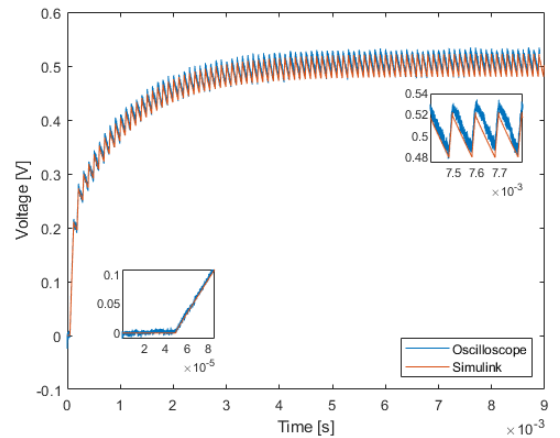 0.6
0.5
0.4
0.3
0.2
0.1
0
-0.1
Voltage [V]
0.54
0.52
0.5
0.48
7.5 7.6 7.7
×10⁻³
0.1
0.05
0
2 4 6 8
×10⁻⁵
Oscilloscope
Simulink
0 1 2 3 4 5 6 7 8 9
Time [s]
×10⁻³